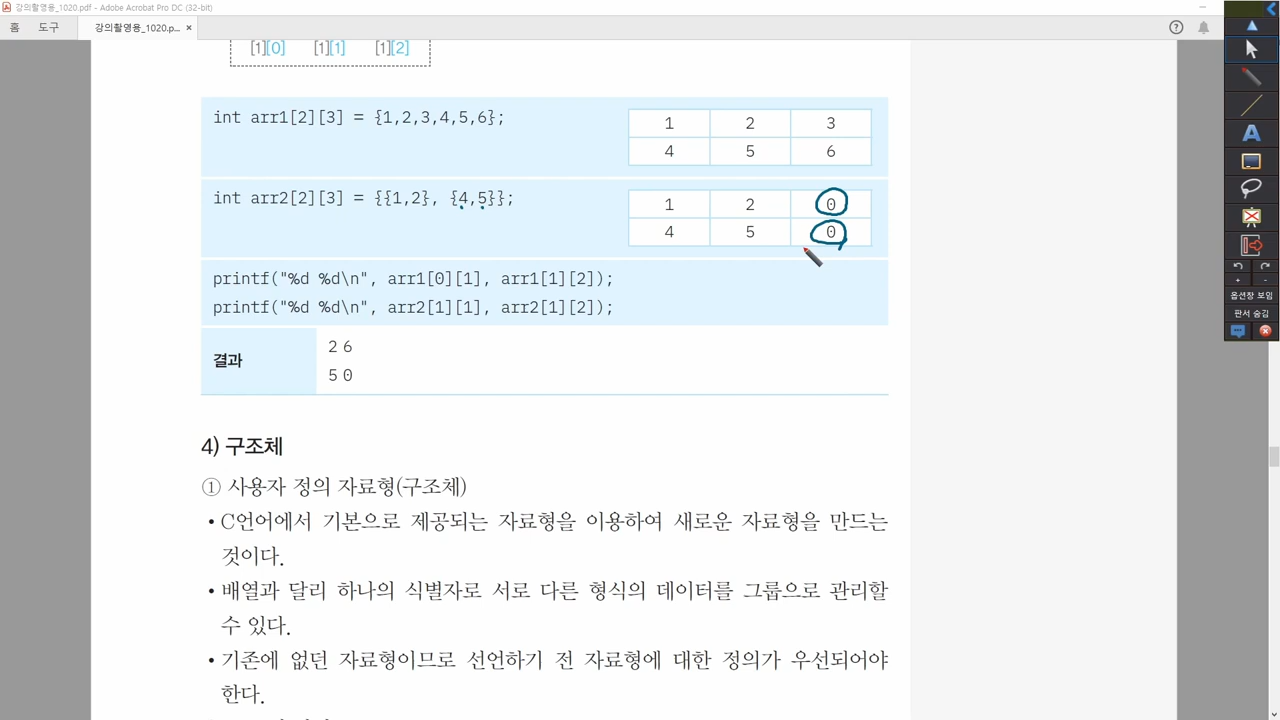 강의촬영용_1020.pdf - Adobe Acrobat Pro DC (32-bit)
홈 도구 강의촬영용_1020.p... ×
[1][0] [1][1] [1][2]
int arr1[2][3] = {1,2,3,4,5,6};
1 2 3
4 5 6
int arr2[2][3] = {{1,2}, {4,5}};
1 2 0
4 5 0
printf("%d %d\n", arr1[0][1], arr1[1][2]);
printf("%d %d\n", arr2[1][1], arr2[1][2]);
결과
2 6
5 0
4) 구조체
① 사용자 정의 자료형(구조체)
• C언어에서 기본으로 제공되는 자료형을 이용하여 새로운 자료형을 만드는
것이다.
• 배열과 달리 하나의 식별자로 서로 다른 형식의 데이터를 그룹으로 관리할
수 있다.
• 기존에 없던 자료형이므로 선언하기 전 자료형에 대한 정의가 우선되어야
한다.
A
옵션창 보임
판서 숨김